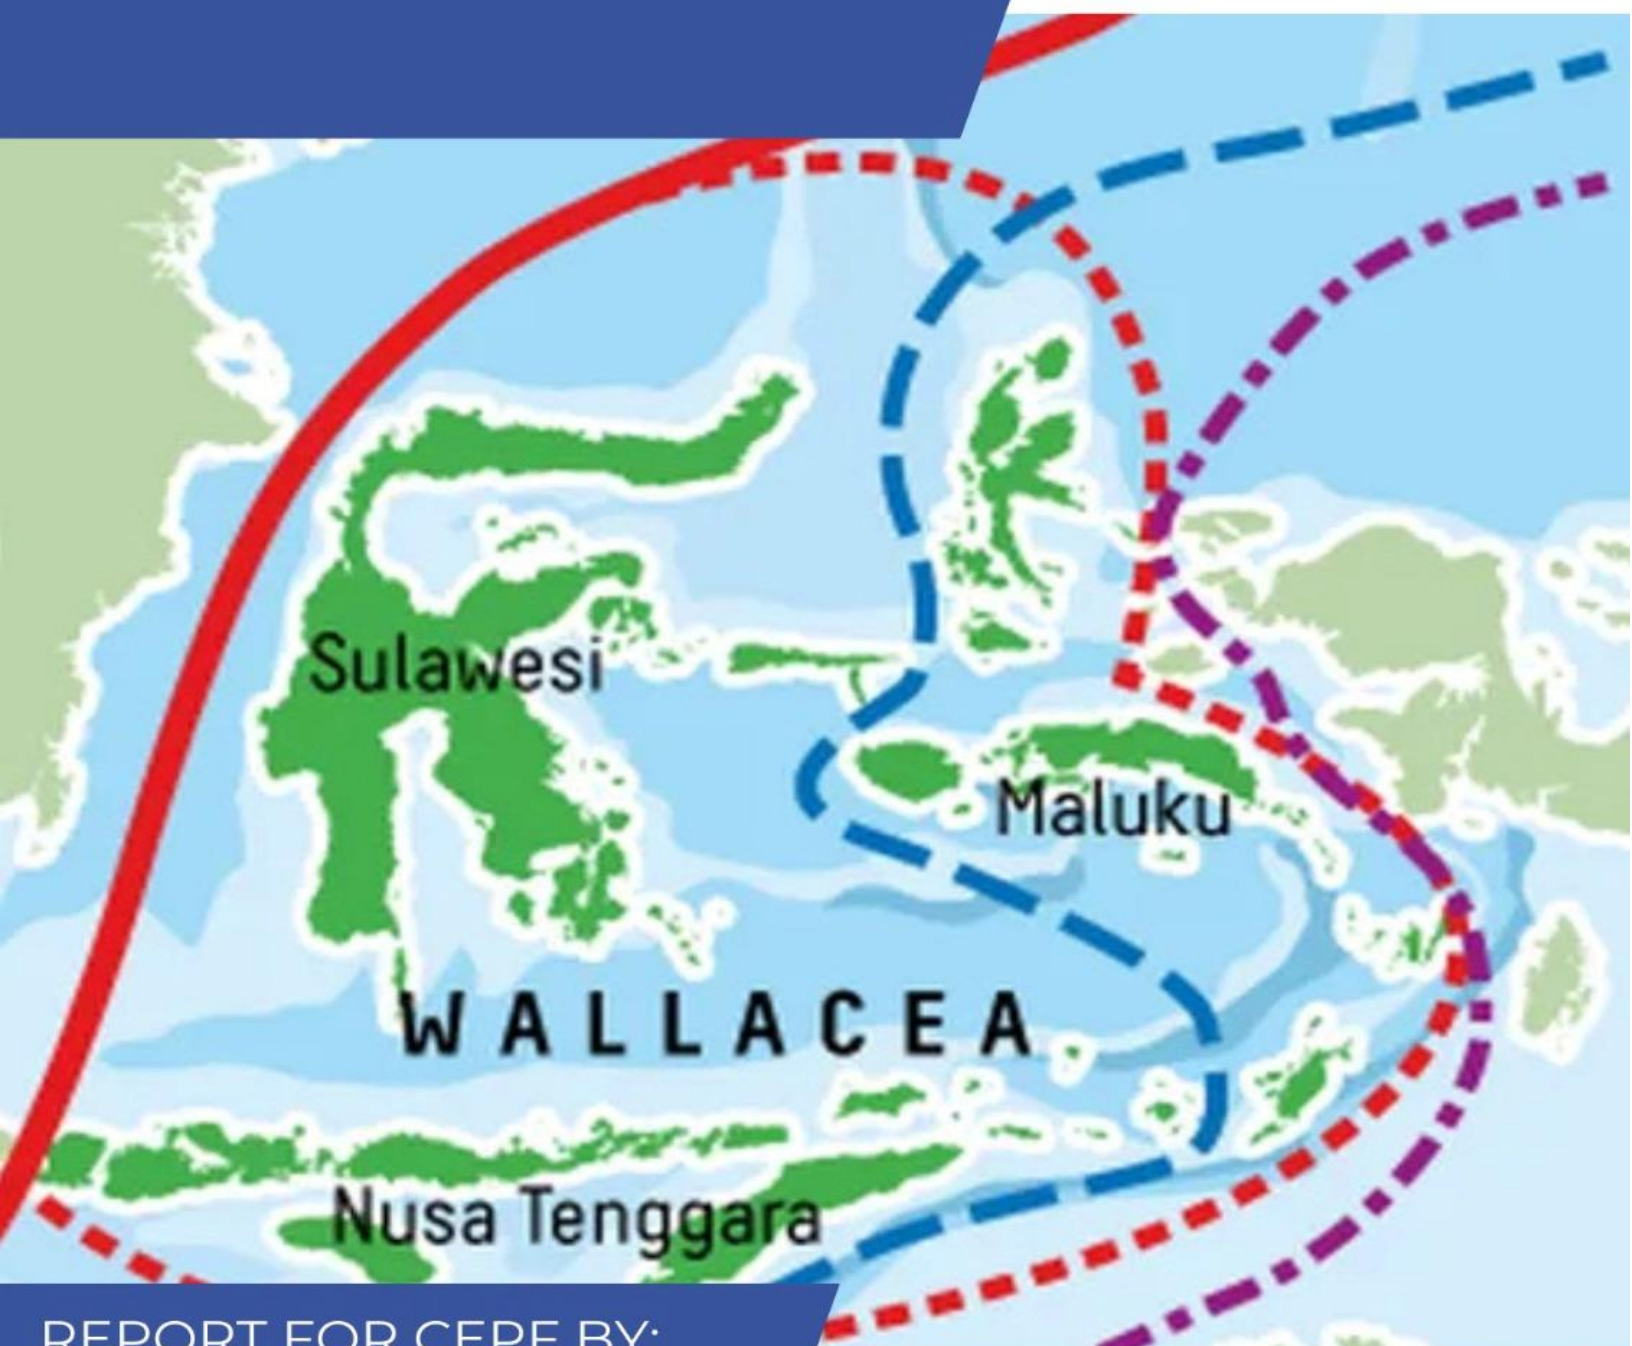 Sulawesi
Maluku
WALLACEA
Nusa Tenggara
REPORT FOR CEPF BY: